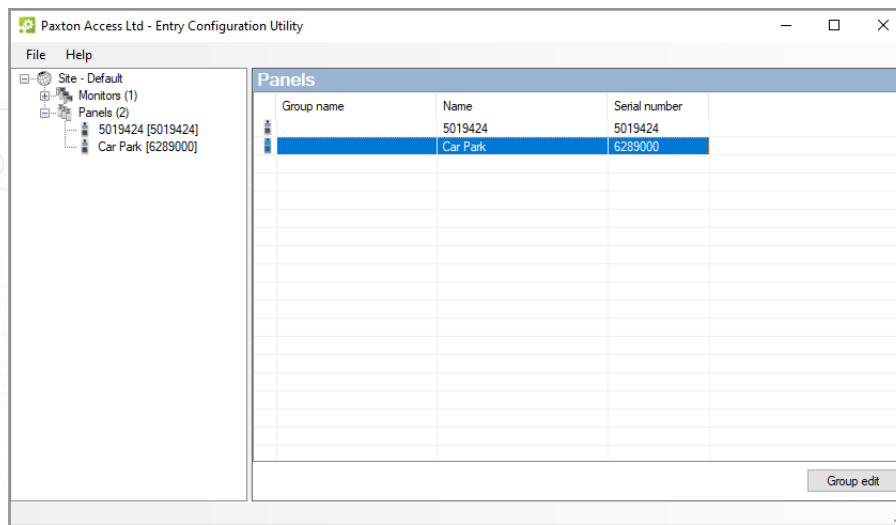 Paxton Access Ltd - Entry Configuration Utility
File Help
Site - Default
Monitors (1)
Panels (2)
5019424 [5019424]
Car Park [6289000]
Panels
Group name Name Serial number
5019424 5019424
Car Park 6289000
Group edit